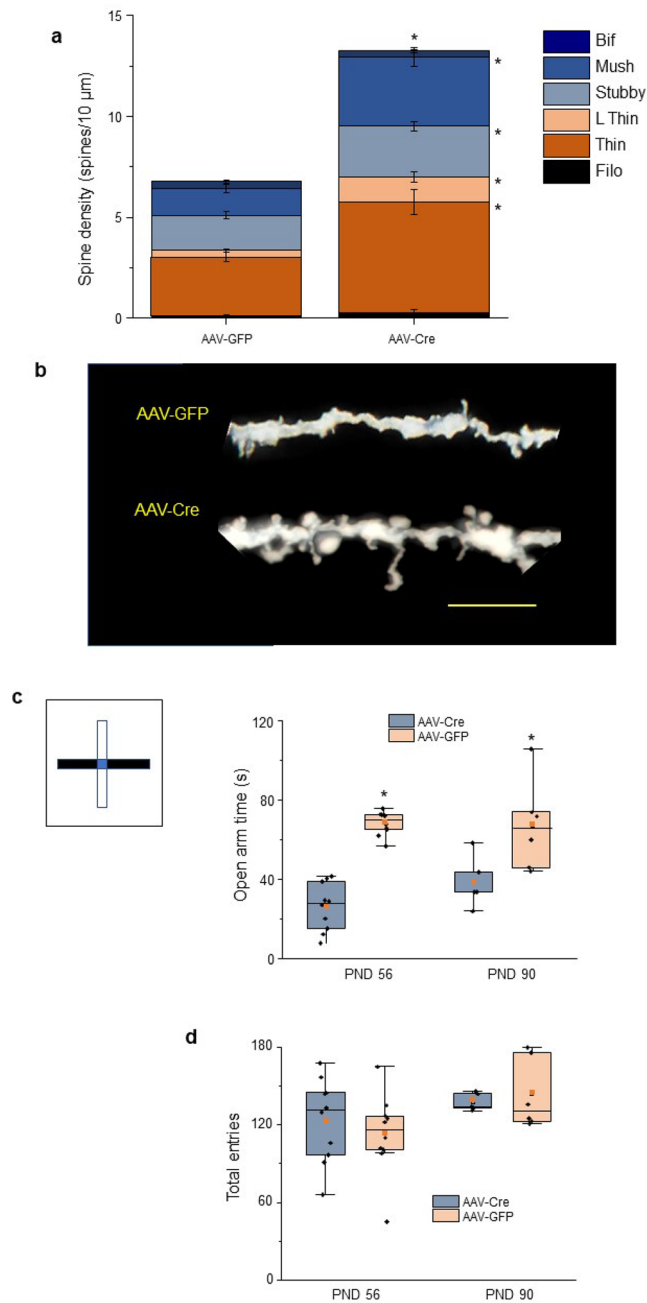 a
15
10
5
0
Spine density (spines/10 µm)
*
*
*
*
*
AAV-GFP
AAV-Cre
Bif
Mush
Stubby
L Thin
Thin
Filo
b
AAV-GFP
AAV-Cre
c
120
80
40
0
Open arm time (s)
AAV-Cre
AAV-GFP
*
*
PND 56
PND 90
d
180
120
60
0
Total entries
AAV-Cre
AAV-GFP
PND 56
PND 90